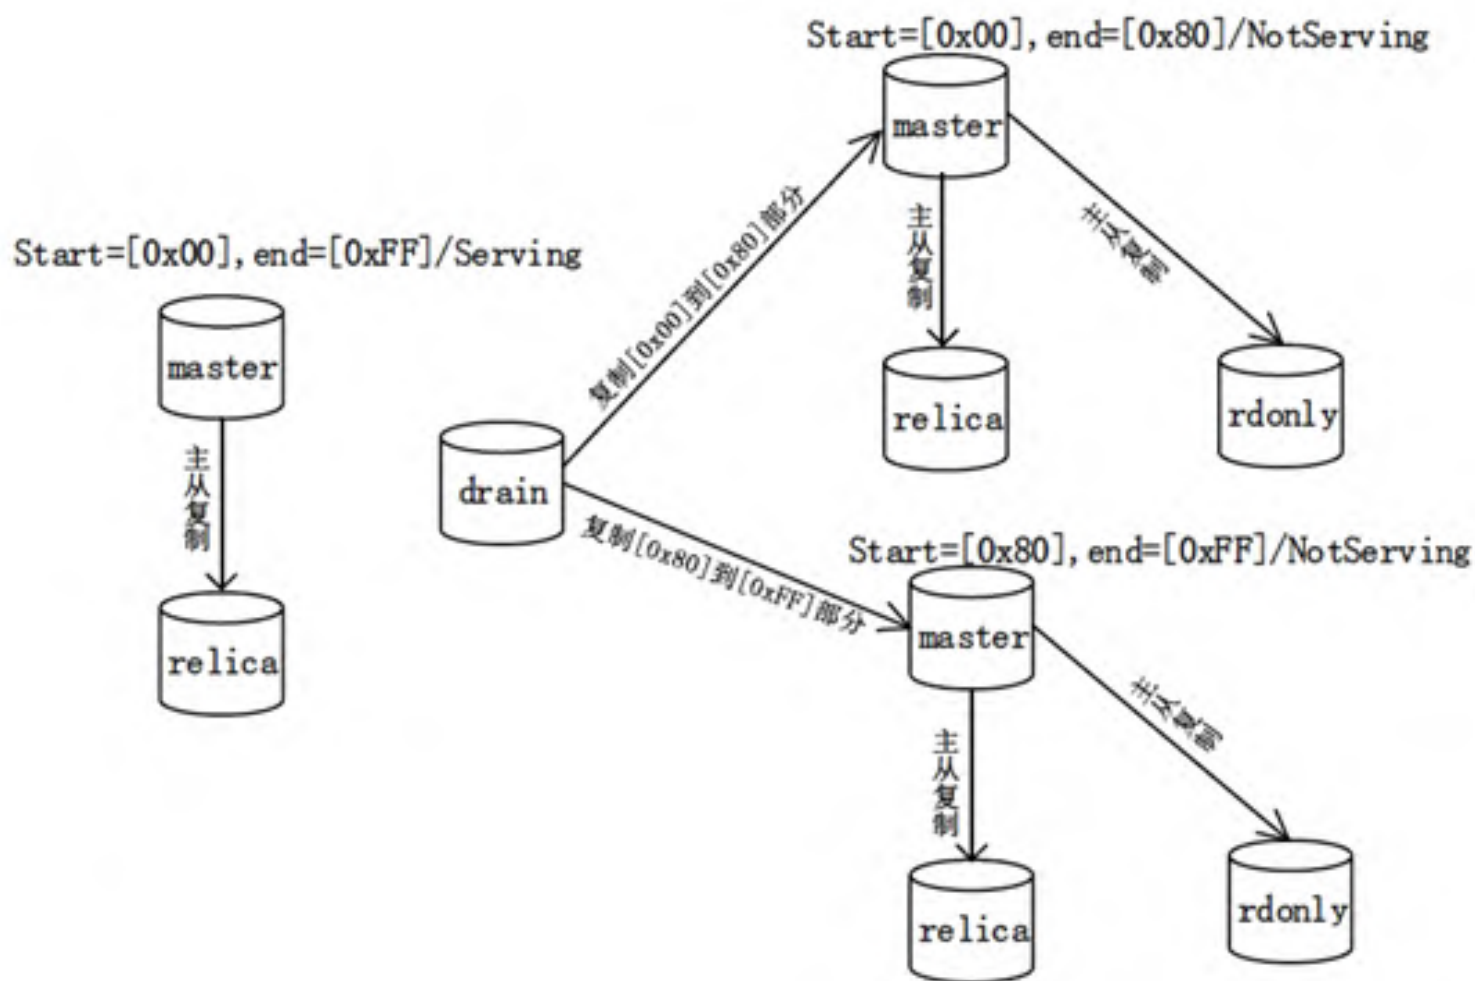 Start=[0x00],end=[0x80]/NotServing
master
复制[0x00]到[0x80]部分
主从复制
主从复制
relica
rdonly
Start=[0x00],end=[0xFF]/Serving
master
主从复制
relica
drain
复制[0x80]到[0xFF]部分
Start=[0x80],end=[0xFF]/NotServing
master
主从复制
主从复制
relica
rdonly